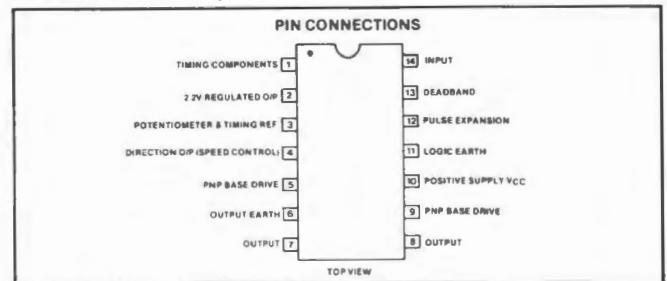 PIN CONNECTIONS
TIMING COMPONENTS 1
2.2V REGULATED O/P 2
POTENTIOMETER & TIMING REF 3
DIRECTION O/P (SPEED CONTROL) 4
PNP BASE DRIVE 5
OUTPUT EARTH 6
OUTPUT 7
14 INPUT
13 DEADBAND
12 PULSE EXPANSION
11 LOGIC EARTH
10 POSITIVE SUPPLY VCC
9 PNP BASE DRIVE
8 OUTPUT
TOP VIEW